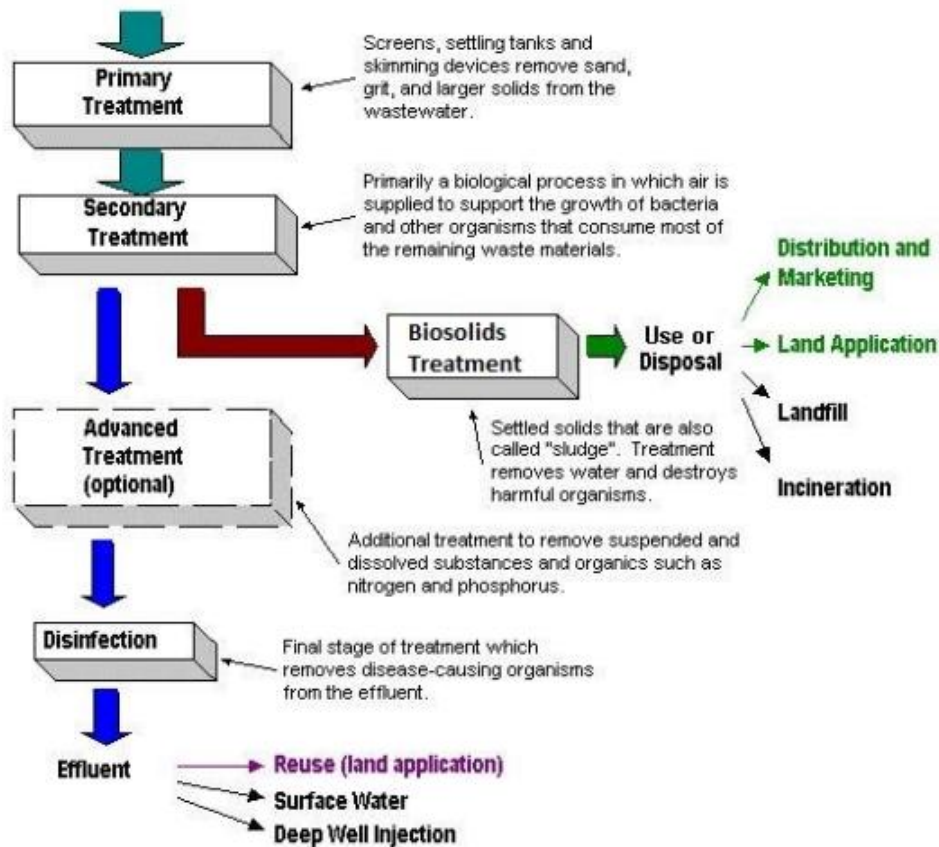 Primary
Treatment
Screens, settling tanks and
skimming devices remove sand,
grit, and larger solids from the
wastewater.
Secondary
Treatment
Primarily a biological process in which air is
supplied to support the growth of bacteria
and other organisms that consume most of
the remaining waste materials.
Biosolids
Treatment
Use or
Disposal
Distribution and
Marketing
Land Application
Landfill
Incineration
Settled solids that are also
called "sludge". Treatment
removes water and destroys
harmful organisms.
Advanced
Treatment
(optional)
Additional treatment to remove suspended and
dissolved substances and organics such as
nitrogen and phosphorus.
Disinfection
Final stage of treatment which
removes disease-causing organisms
from the effluent.
Effluent
Reuse (land application)
Surface Water
Deep Well Injection